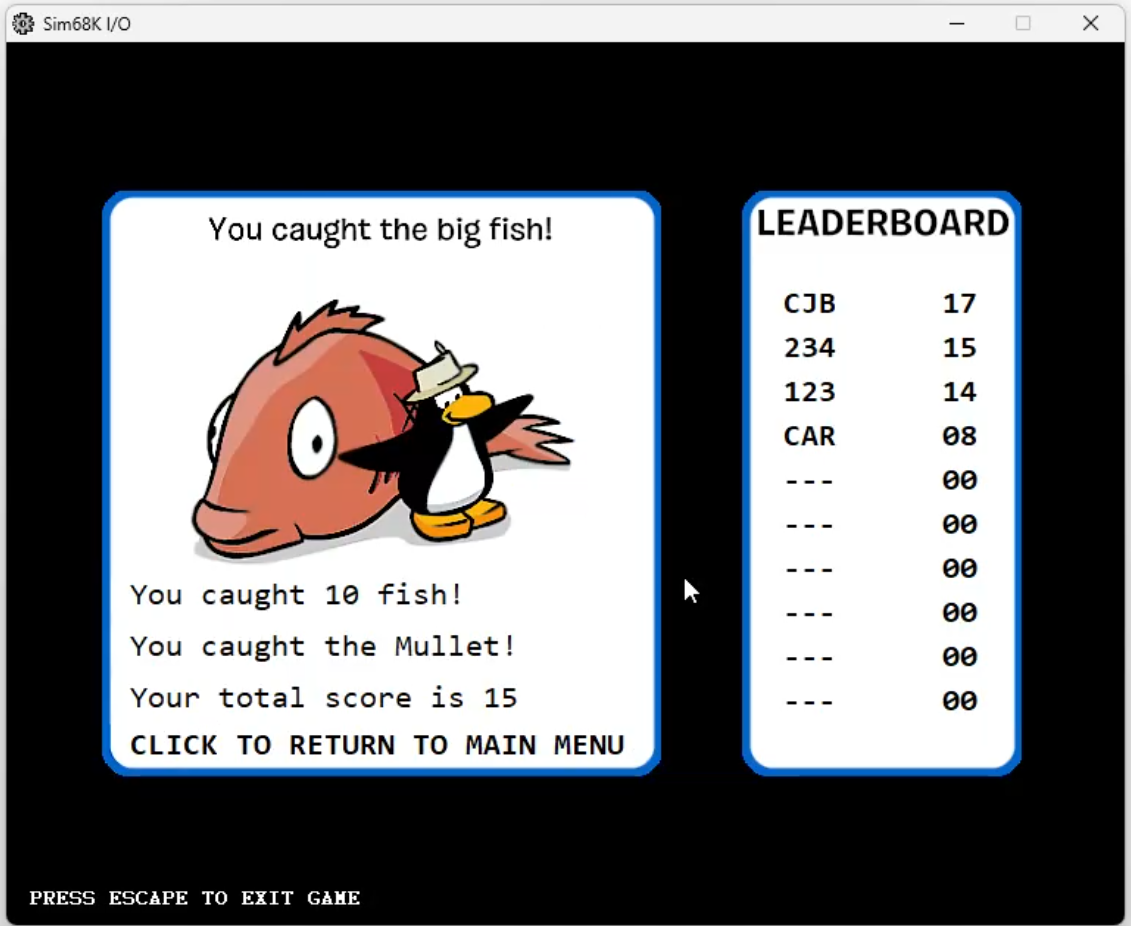 Sim68K I/O
You caught the big fish!
You caught 10 fish!
You caught the Mullet!
Your total score is 15
CLICK TO RETURN TO MAIN MENU
LEADERBOARD
CJB 17
234 15
123 14
CAR 08
--- 00
--- 00
--- 00
--- 00
--- 00
--- 00
PRESS ESCAPE TO EXIT GAME